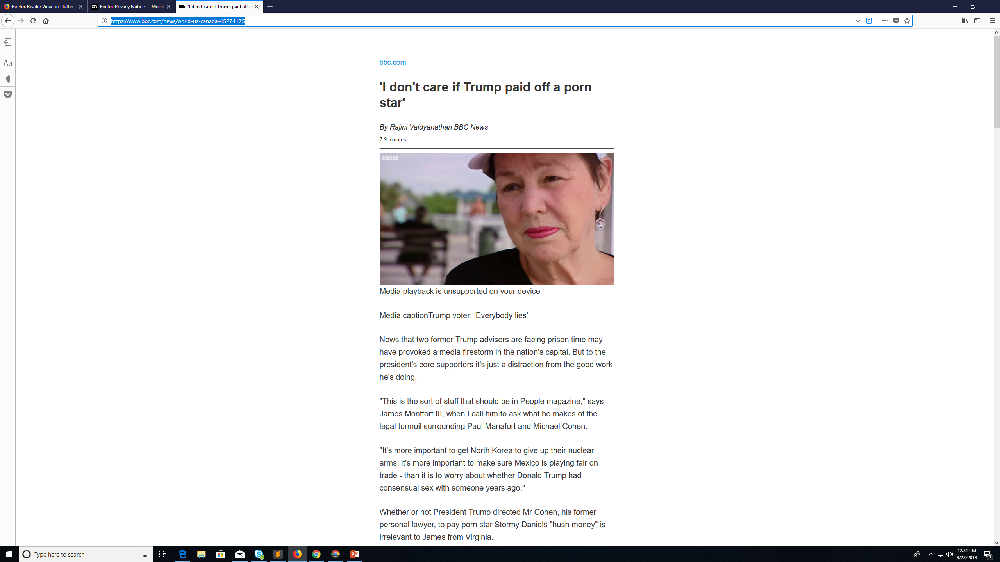 Firefox Reader View for clutter-
Firefox Privacy Notice — Mozil
BBC 'I don't care if Trump paid off a
https://www.bbc.com/news/world-us-canada-45274175
Aa
bbc.com
'I don't care if Trump paid off a porn
star'
By Rajini Vaidyanathan BBC News
7-9 minutes
BBC
Media playback is unsupported on your device
Media captionTrump voter: 'Everybody lies'
News that two former Trump advisers are facing prison time may
have provoked a media firestorm in the nation's capital. But to the
president's core supporters it's just a distraction from the good work
he's doing.
"This is the sort of stuff that should be in People magazine," says
James Montfort III, when I call him to ask what he makes of the
legal turmoil surrounding Paul Manafort and Michael Cohen.
"It's more important to get North Korea to give up their nuclear
arms, it's more important to make sure Mexico is playing fair on
trade - than it is to worry about whether Donald Trump had
consensual sex with someone years ago."
Whether or not President Trump directed Mr Cohen, his former
personal lawyer, to pay porn star Stormy Daniels "hush money" is
irrelevant to James from Virginia.
Type here to search
12:31 PM
8/23/2018
1